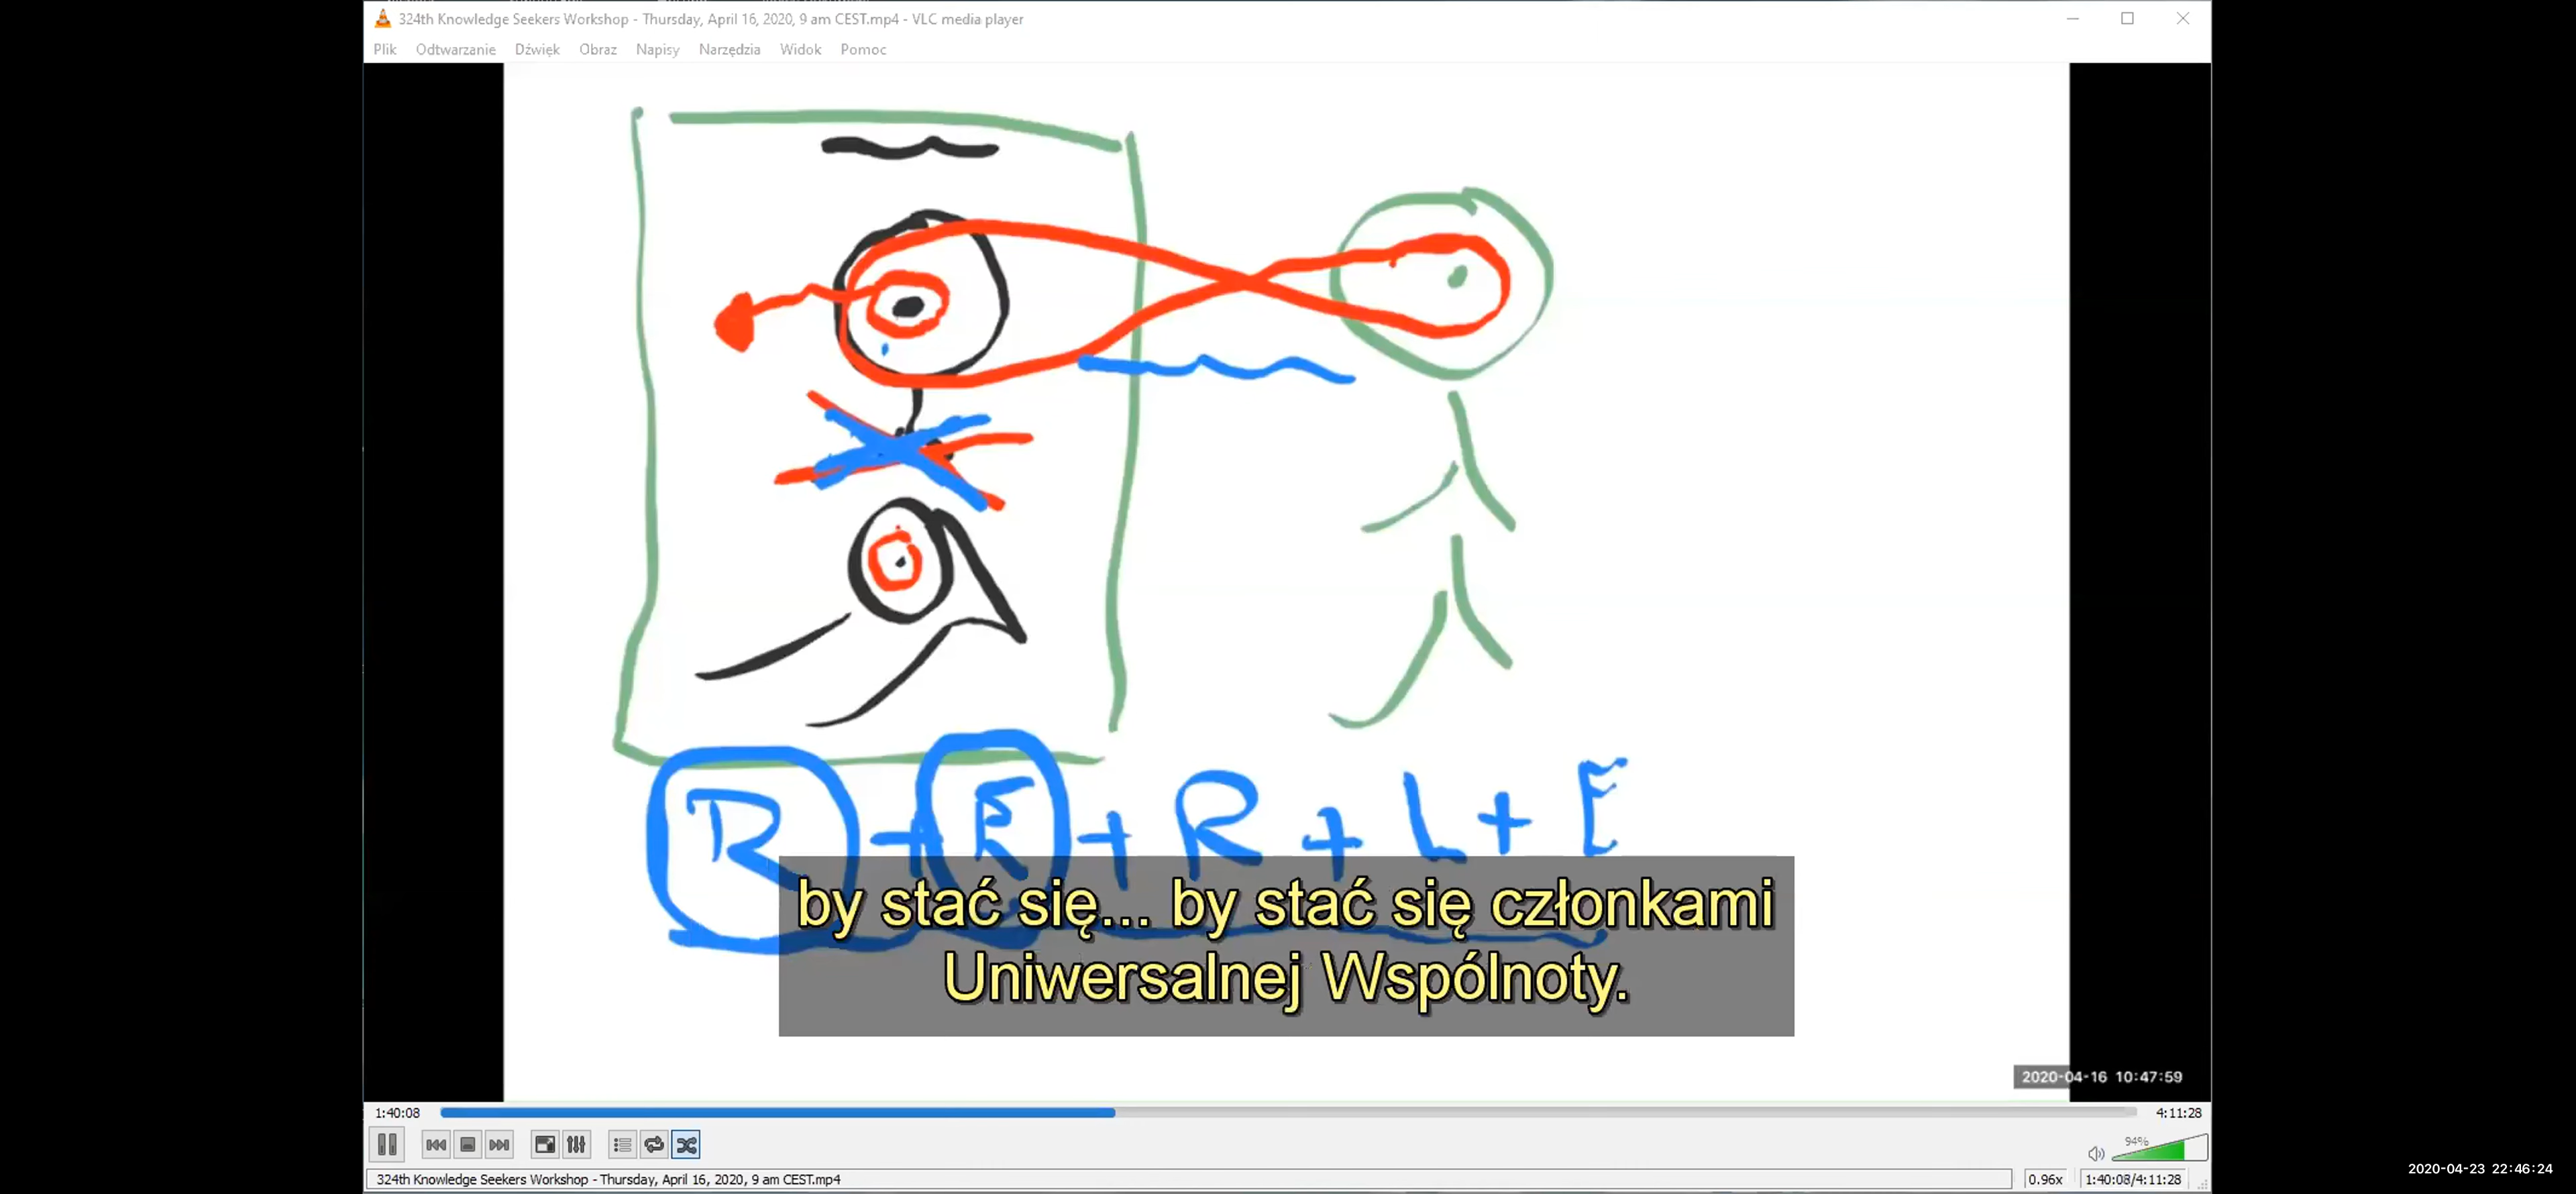 324th Knowledge Seekers Workshop - Thursday, April 16, 2020, 9 am CEST.mp4 - VLC media player
Plik Odtwarzanie Dźwięk Obraz Napisy Narzędzia Widok Pomoc
R + E + R + L + E
by stać się... by stać się członkami
Uniwersalnej Wspólnoty.
2020-04-16 10:47:59
1:40:08 4:11:28
94%
2020-04-23 22:46:24
324th Knowledge Seekers Workshop - Thursday, April 16, 2020, 9 am CEST.mp4 0.96x 1:40:08/4:11:28